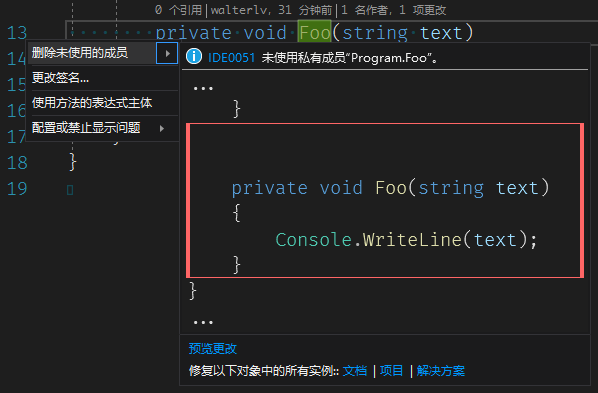 0 个引用|walterlv，31 分钟前|1 名作者，1 项更改
13 private void Foo(string text)
14 删除未使用的成员
IDE0051 未使用私有成员“Program.Foo”。
15 更改签名...
...
16 使用方法的表达式主体
}
17 配置或禁止显示问题
18 }
19
private void Foo(string text)
{
Console.WriteLine(text);
}
}
...
预览更改
修复以下对象中的所有实例:: 文档 | 项目 | 解决方案